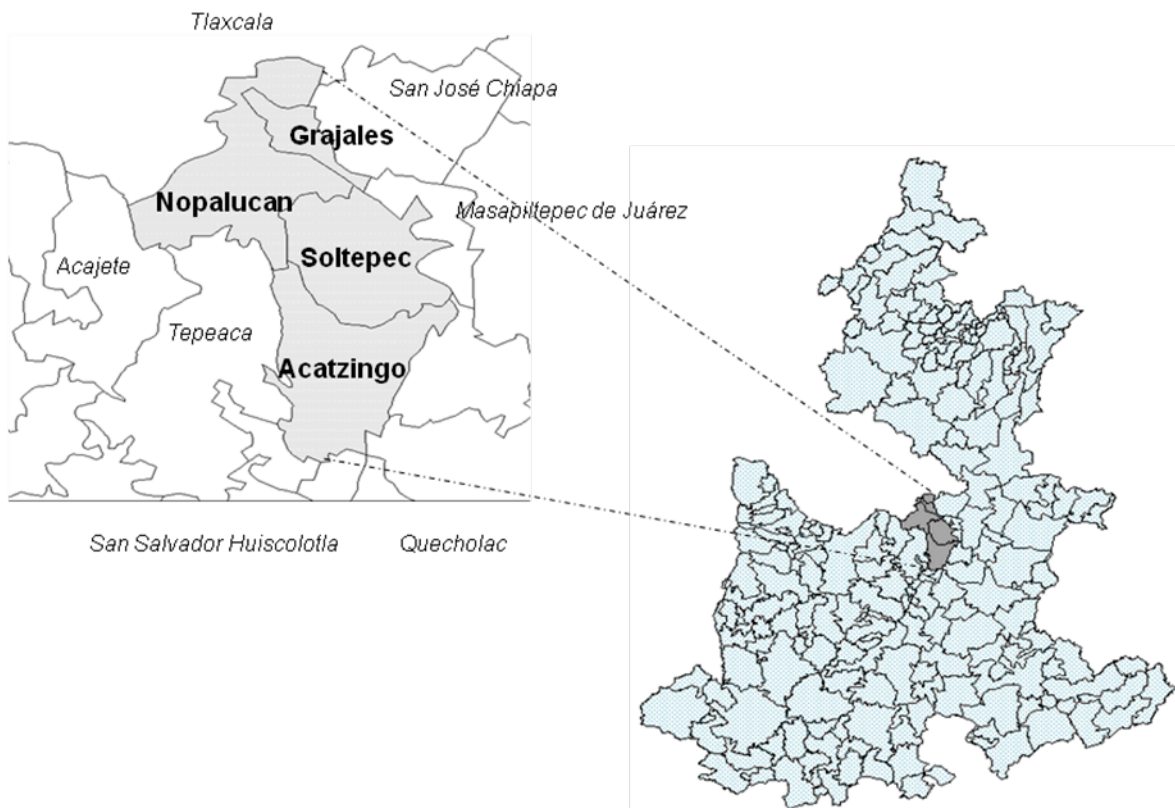 Tlaxcala
San José Chiapa
Grajales
Nopalucan
Masapiltepec de Juárez
Soltepec
Acajete
Tepeaca
Acatzingo
San Salvador Huiscolotla
Quecholac